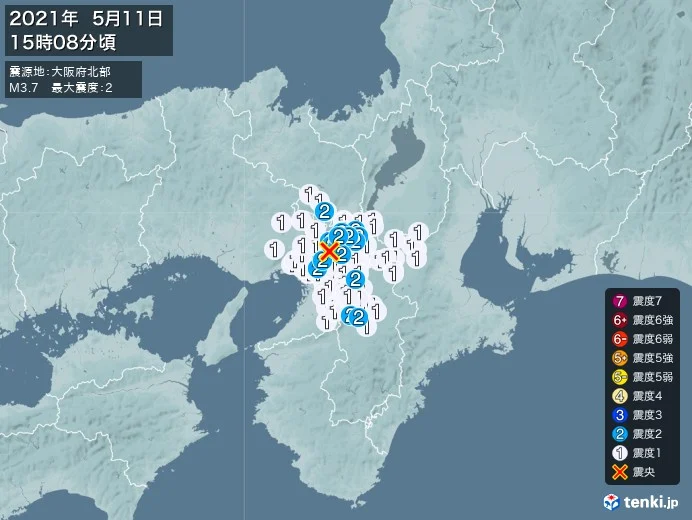 2021年 5月11日
15時08分頃
震源地:大阪府北部
M3.7 最大震度:2
7 震度7
6+ 震度6強
6- 震度6弱
5+ 震度5強
5- 震度5弱
4 震度4
3 震度3
2 震度2
1 震度1
震央
tenki.jp